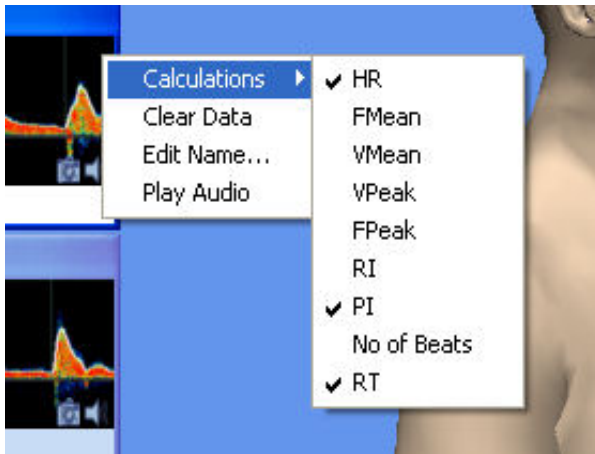 Calculations
Clear Data
Edit Name...
Play Audio
HR
FMean
VMean
VPeak
FPeak
RI
PI
No of Beats
RT